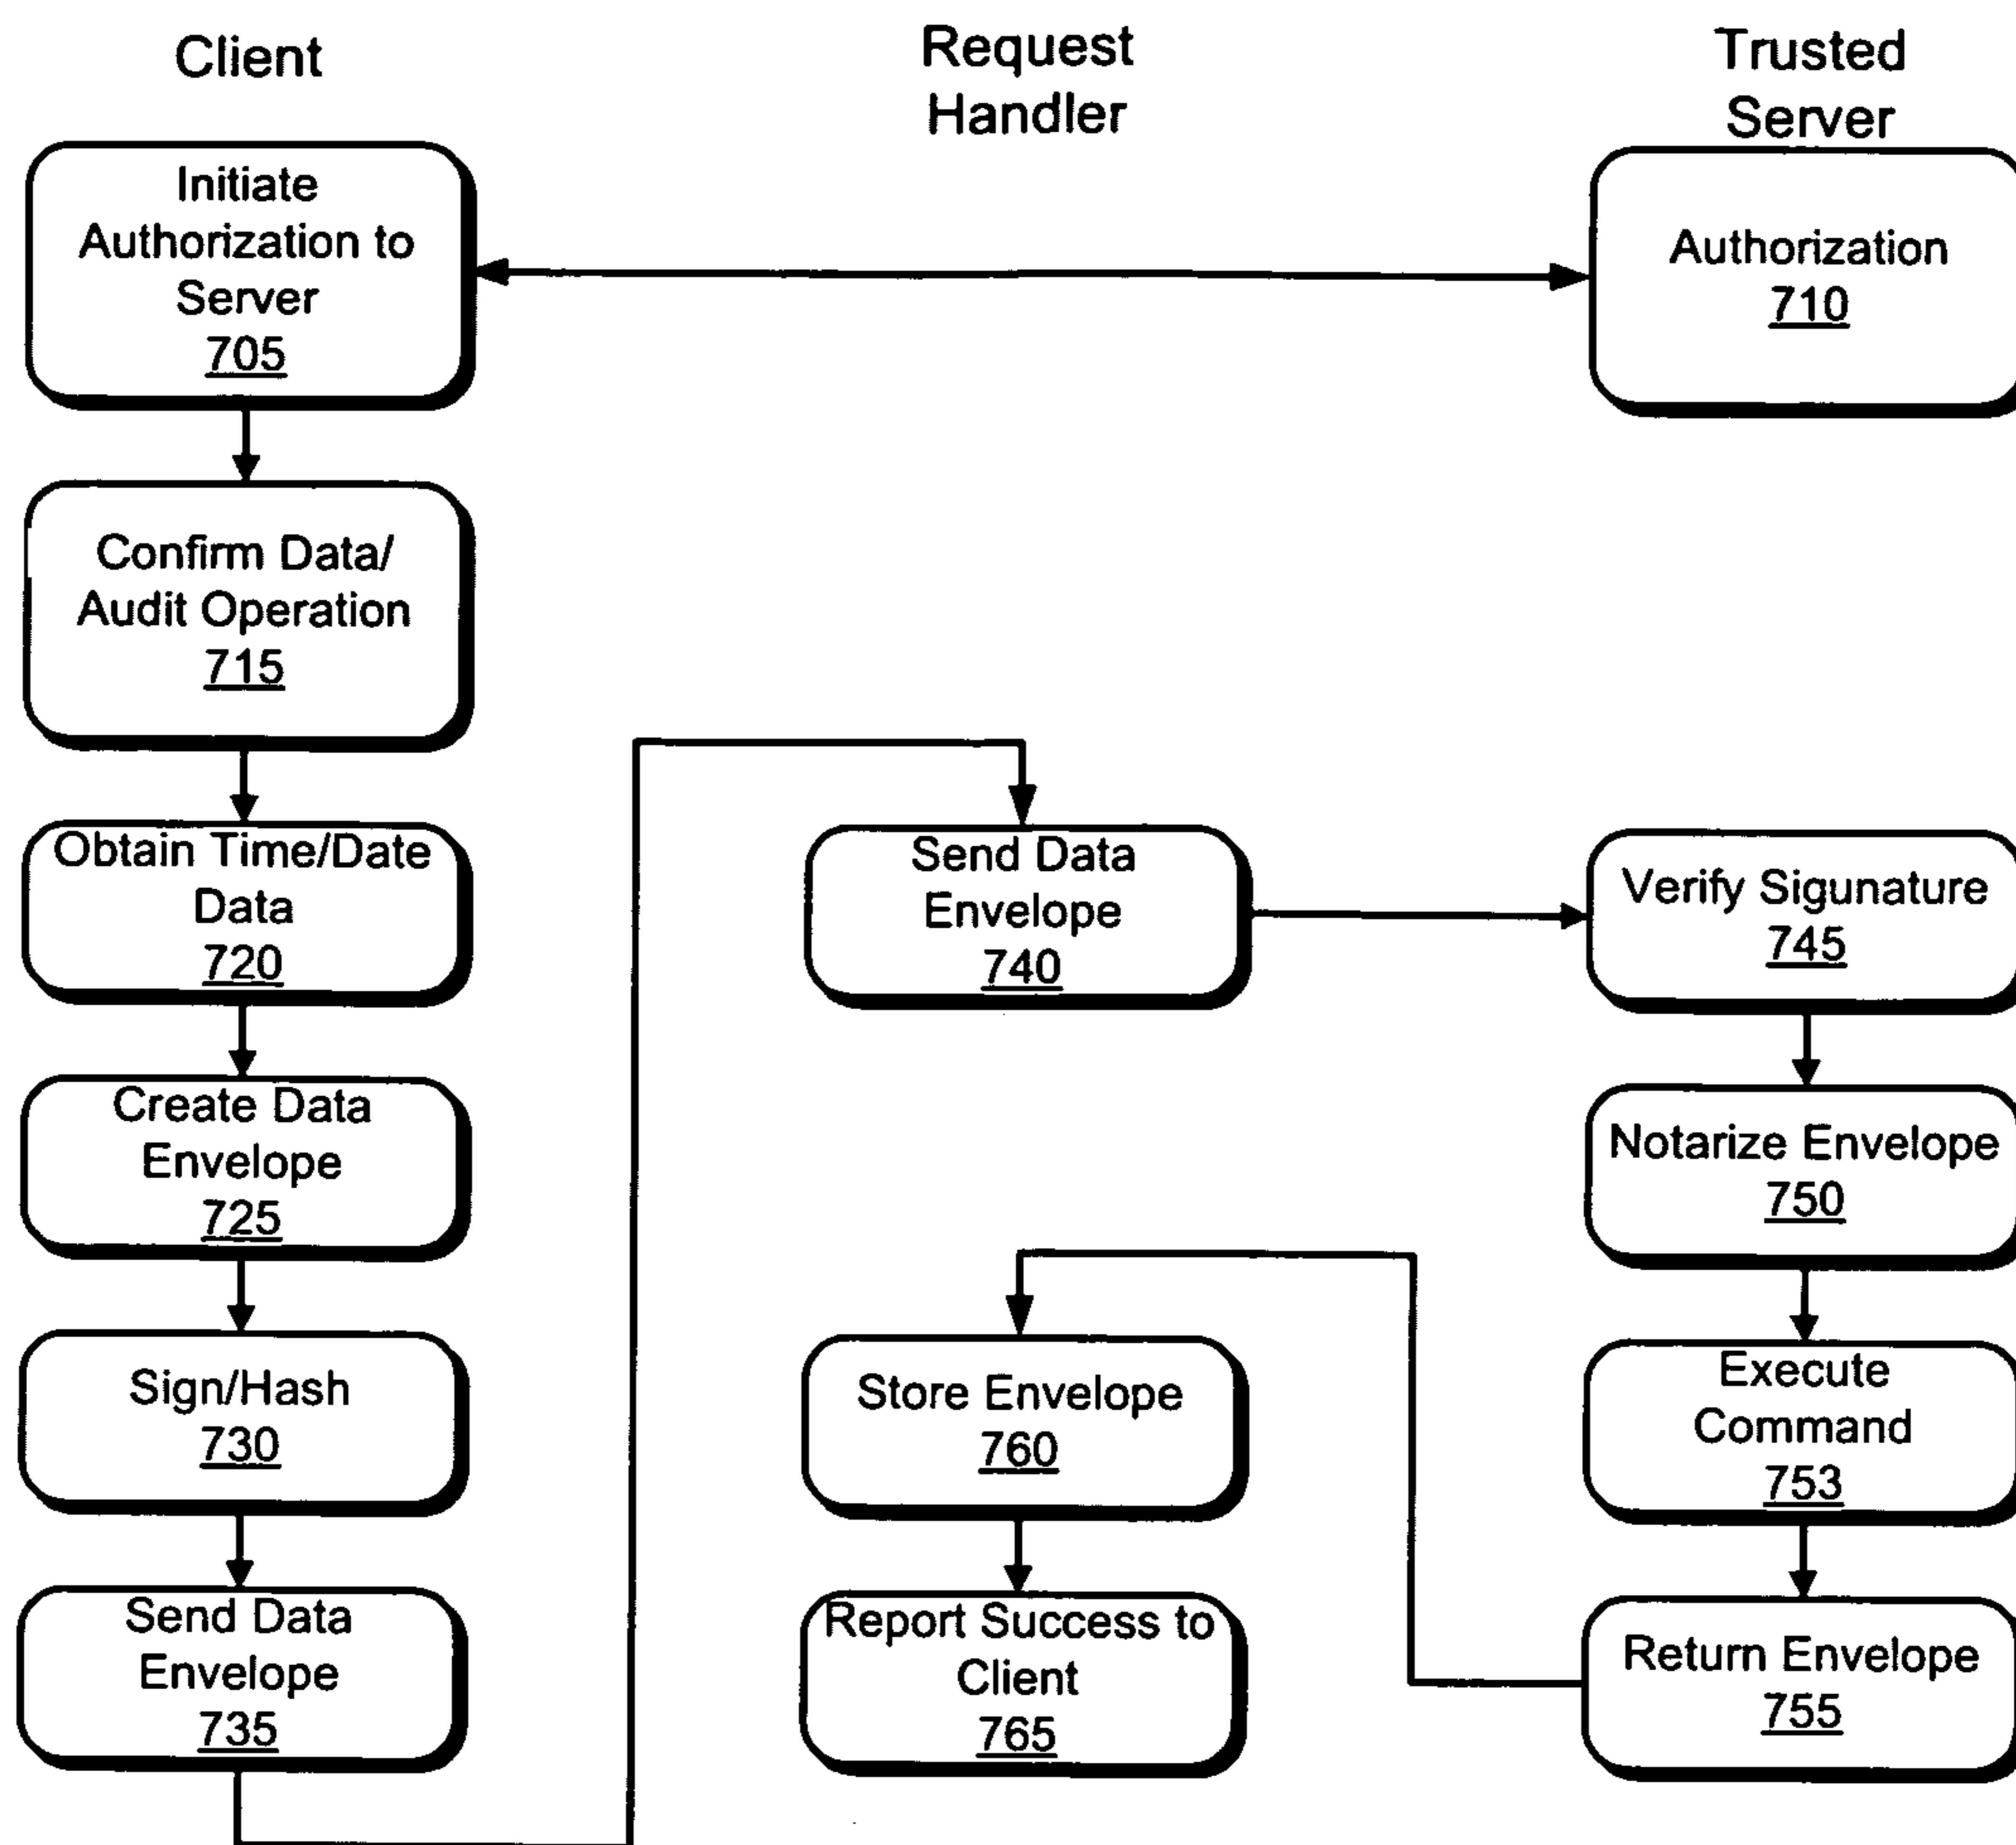 Client
Request
Handler
Trusted
Server
Initiate
Authorization to
Server
705
Authorization
710
Confirm Data/
Audit Operation
715
Obtain Time/Date
Data
720
Send Data
Envelope
740
Verify Sigunature
745
Create Data
Envelope
725
Notarize Envelope
750
Sign/Hash
730
Store Envelope
760
Execute
Command
753
Send Data
Envelope
735
Report Success to
Client
765
Return Envelope
755